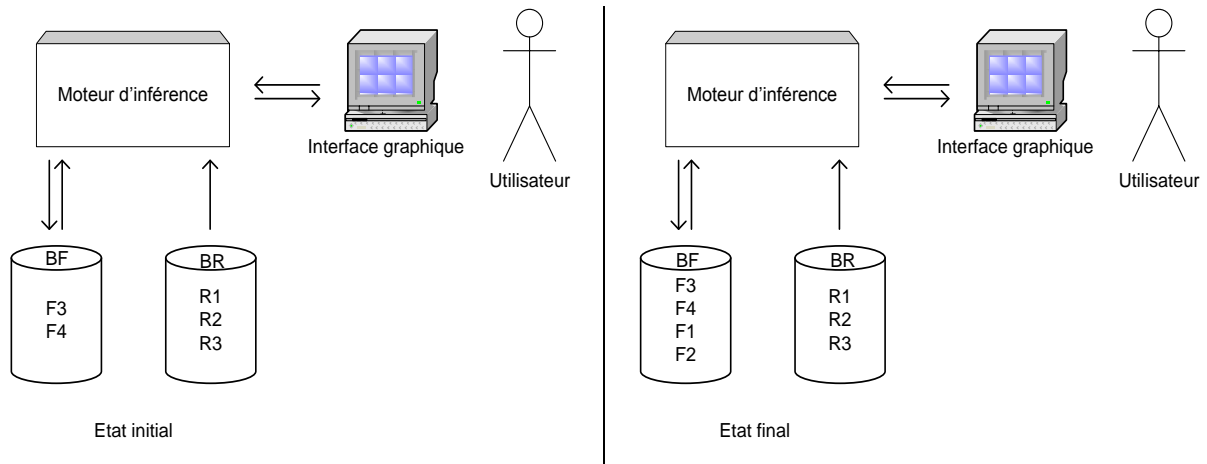 Moteur d'inférence
Interface graphique
Utilisateur
BF
F3
F4
BR
R1
R2
R3
Etat initial
Moteur d'inférence
Interface graphique
Utilisateur
BF
F3
F4
F1
F2
BR
R1
R2
R3
Etat final